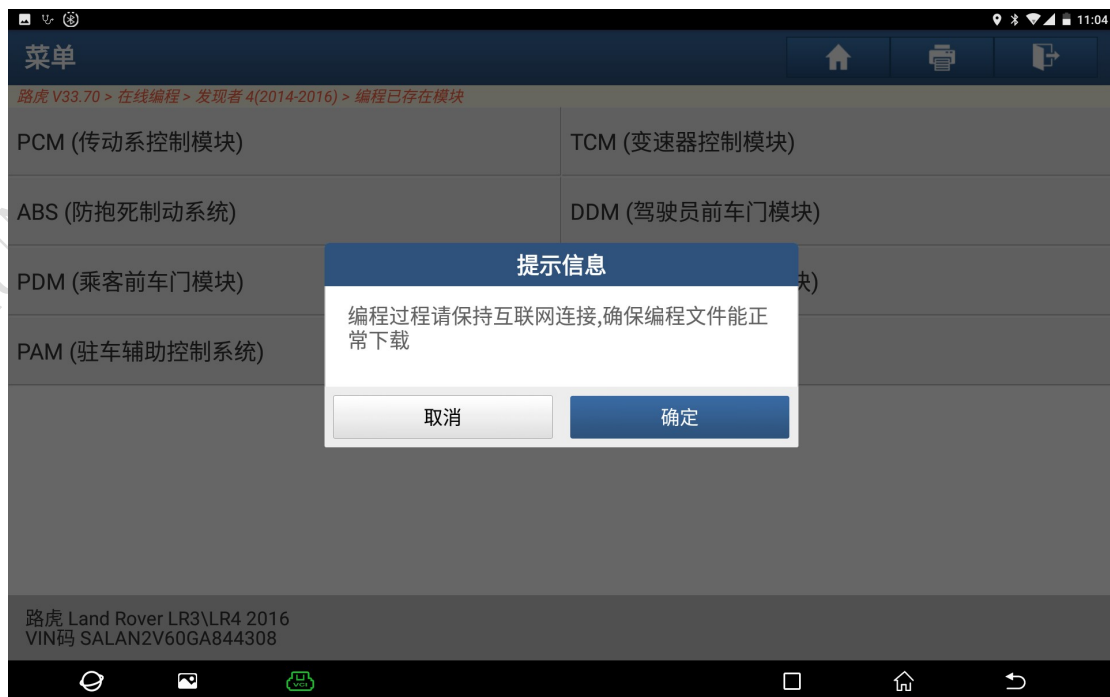 11:04
菜单
路虎 V33.70 > 在线编程 > 发现者 4(2014-2016) > 编程已存在模块
PCM (传动系控制模块)
TCM (变速器控制模块)
ABS (防抱死制动系统)
DDM (驾驶员前车门模块)
PDM (乘客前车门模块)
块)
PAM (驻车辅助控制系统)
提示信息
编程过程请保持互联网连接,确保编程文件能正
常下载
取消
确定
路虎 Land Rover LR3\LR4 2016
VIN码 SALAN2V60GA844308
VCI